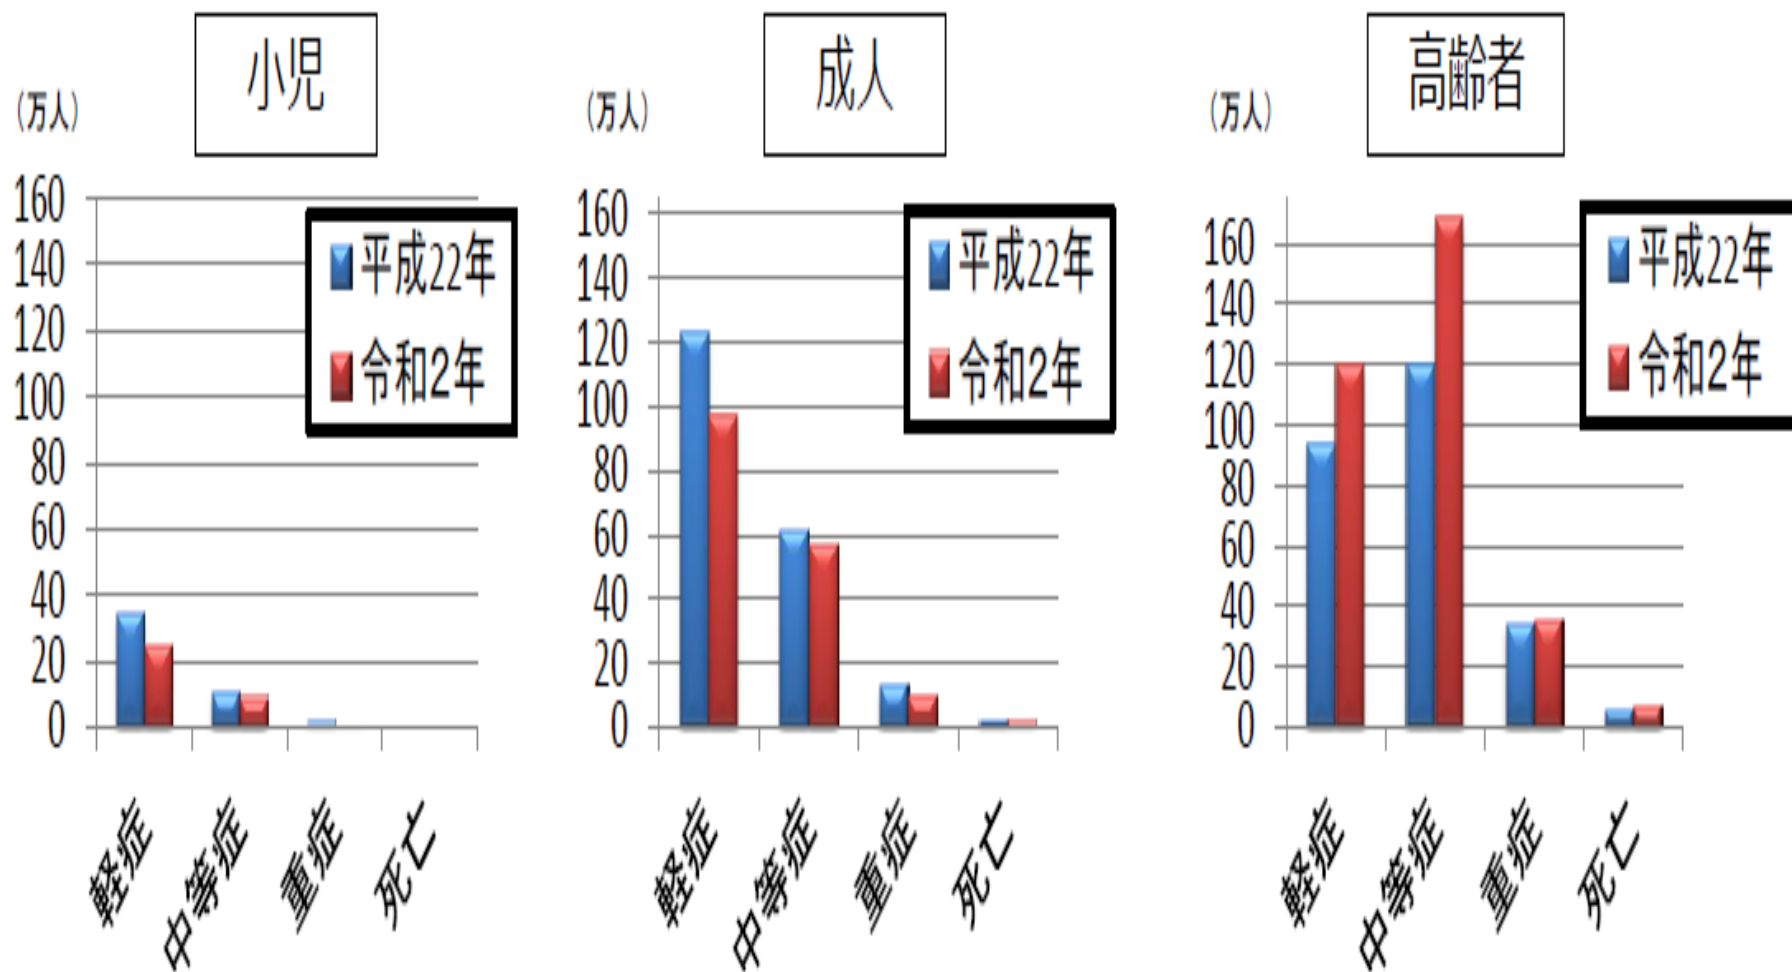 小児
(万人)
160
140
120
100
80
60
40
20
0
平成22年
令和2年
軽症
中等症
重症
死亡
成人
(万人)
160
140
120
100
80
60
40
20
0
平成22年
令和2年
軽症
中等症
重症
死亡
高齢者
(万人)
160
140
120
100
80
60
40
20
0
平成22年
令和2年
軽症
中等症
重症
死亡